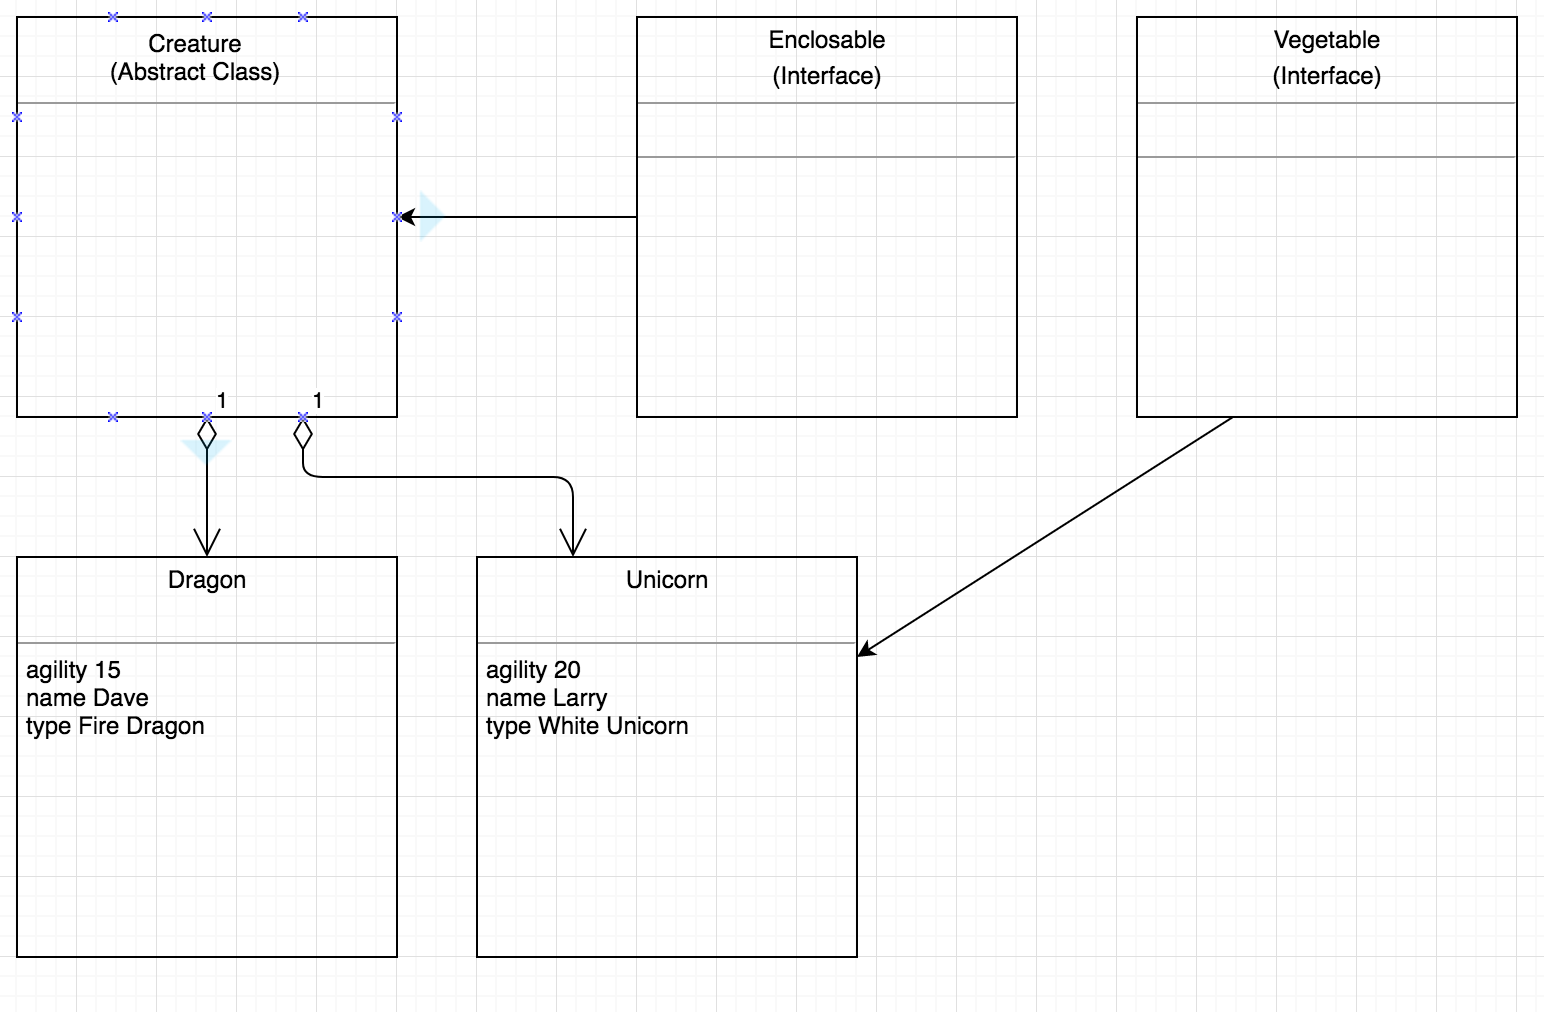 Creature
(Abstract Class)
Enclosable
(Interface)
Vegetable
(Interface)
1
1
Dragon
agility 15
name Dave
type Fire Dragon
Unicorn
agility 20
name Larry
type White Unicorn